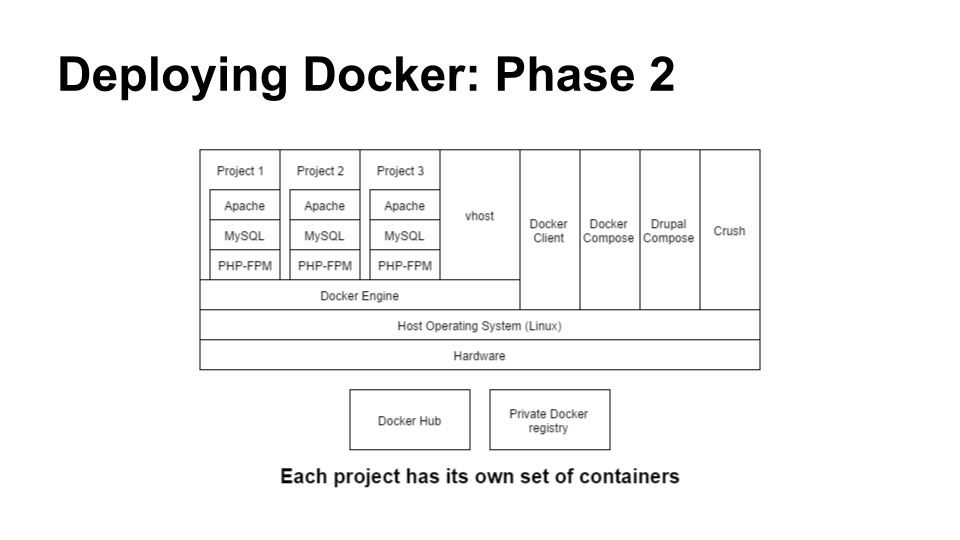 Deploying Docker: Phase 2
Project 1
Project 2
Project 3
Apache
Apache
Apache
vhost
Docker
Client
Docker
Compose
Drupal
Compose
Crush
MySQL
MySQL
MySQL
PHP-FPM
PHP-FPM
PHP-FPM
Docker Engine
Host Operating System (Linux)
Hardware
Docker Hub
Private Docker
registry
Each project has its own set of containers